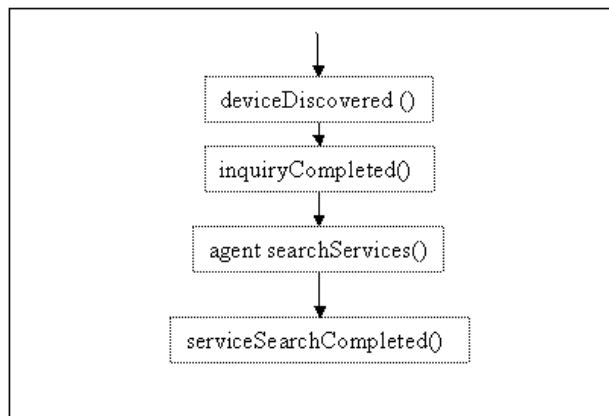 deviceDiscovered ()
inquiryCompleted()
agent searchServices()
serviceSearchCompleted()